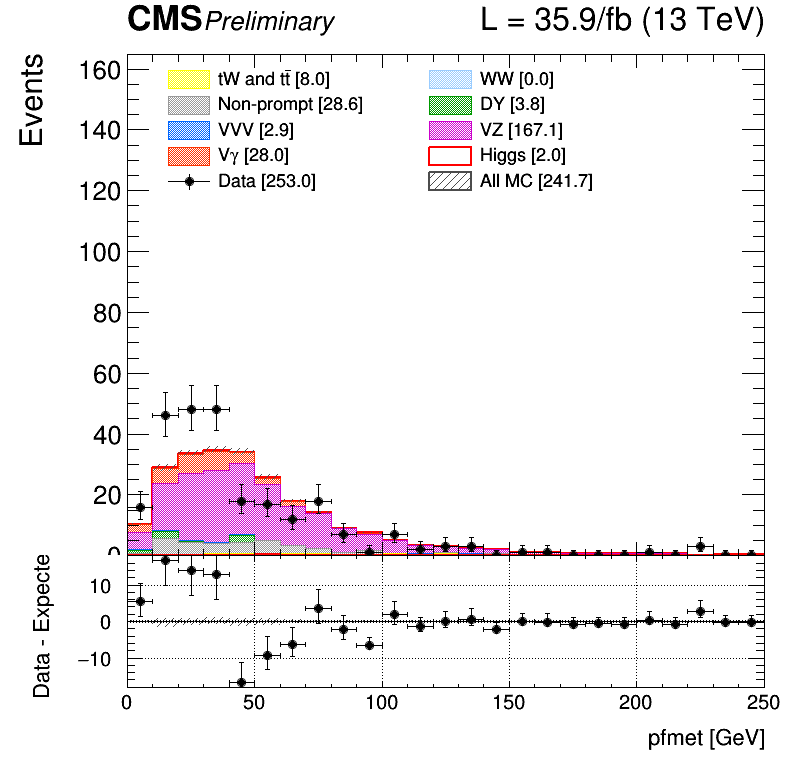 CMS Preliminary L = 35.9/fb (13 TeV)
Events
160
140
120
100
80
60
40
20
0
tW and tt̄ [8.0]
Non-prompt [28.6]
VVV [2.9]
Vγ [28.0]
Data [253.0]
WW [0.0]
DY [3.8]
VZ [167.1]
Higgs [2.0]
All MC [241.7]
Data - Expecte
10
0
−10
0 50 100 150 200 250
pfmet [GeV]